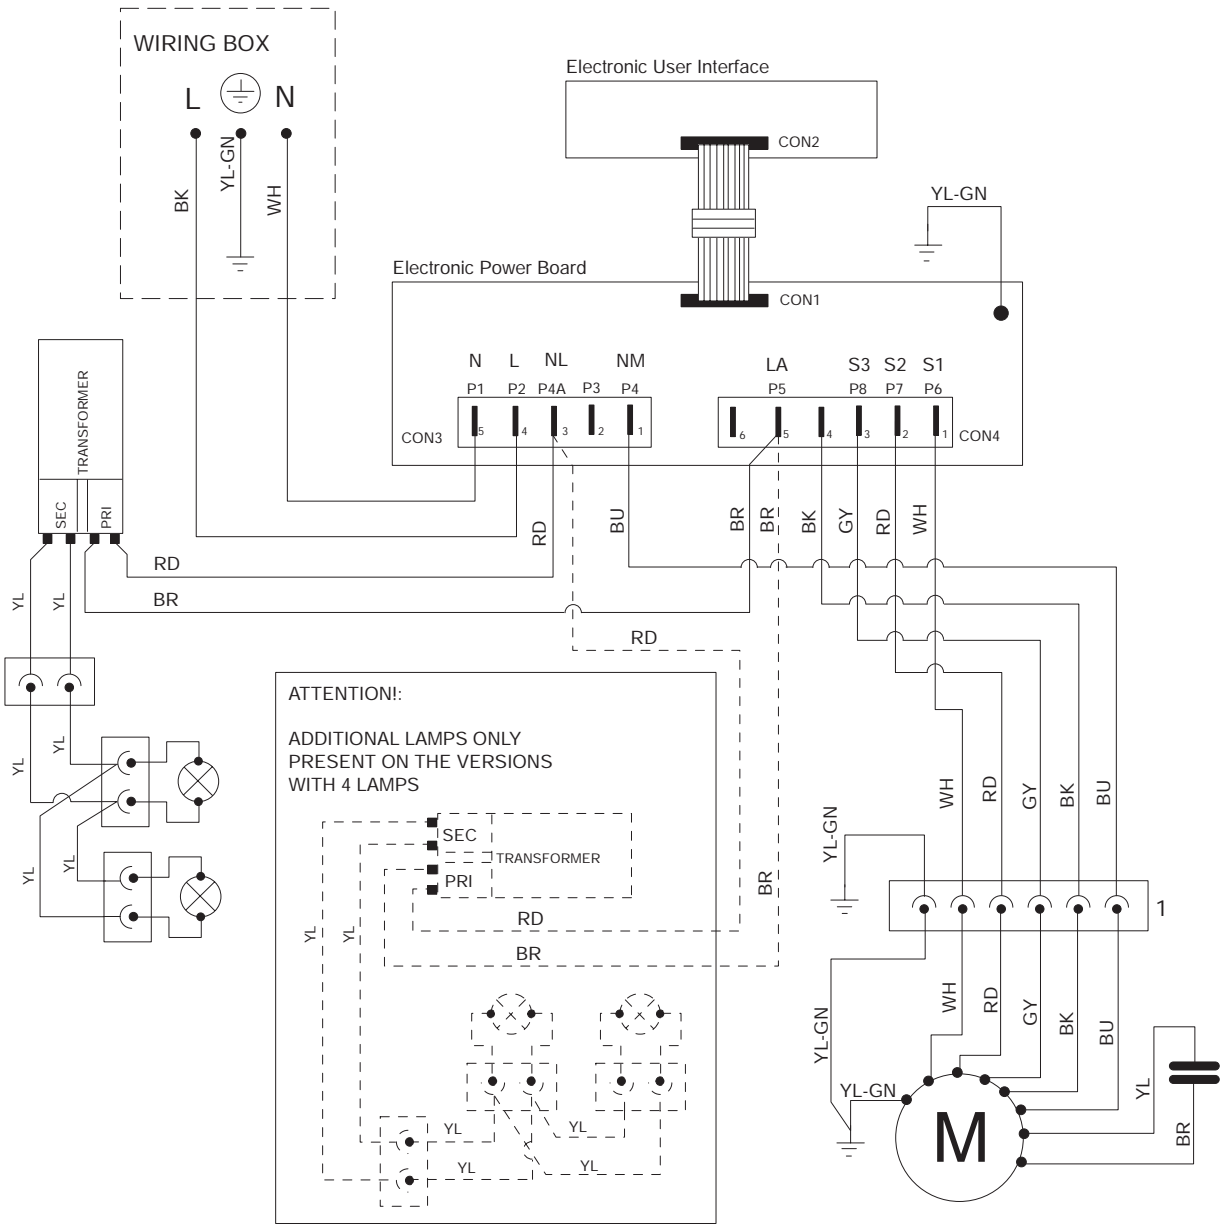 WIRING BOX
L N
BK
YL-GN
WH
Electronic User Interface
CON2
YL-GN
Electronic Power Board
CON1
N L NL NM
P1 P2 P4A P3 P4
5 4 3 2 1
CON3
LA S3 S2 S1
P5 P8 P7 P6
6 5 4 3 2 1
CON4
TRANSFORMER
SEC
PRI
RD
BU
BR
BR
BK
GY
RD
WH
RD
BR
YL
YL
RD
YL
YL
YL
YL
ATTENTION!:
ADDITIONAL LAMPS ONLY
PRESENT ON THE VERSIONS
WITH 4 LAMPS
SEC
TRANSFORMER
PRI
RD
BR
BR
YL
YL
YL
YL
YL
YL
WH
RD
GY
BK
BU
YL-GN
1
WH
RD
GY
BK
BU
YL-GN
YL-GN
M
YL
BR